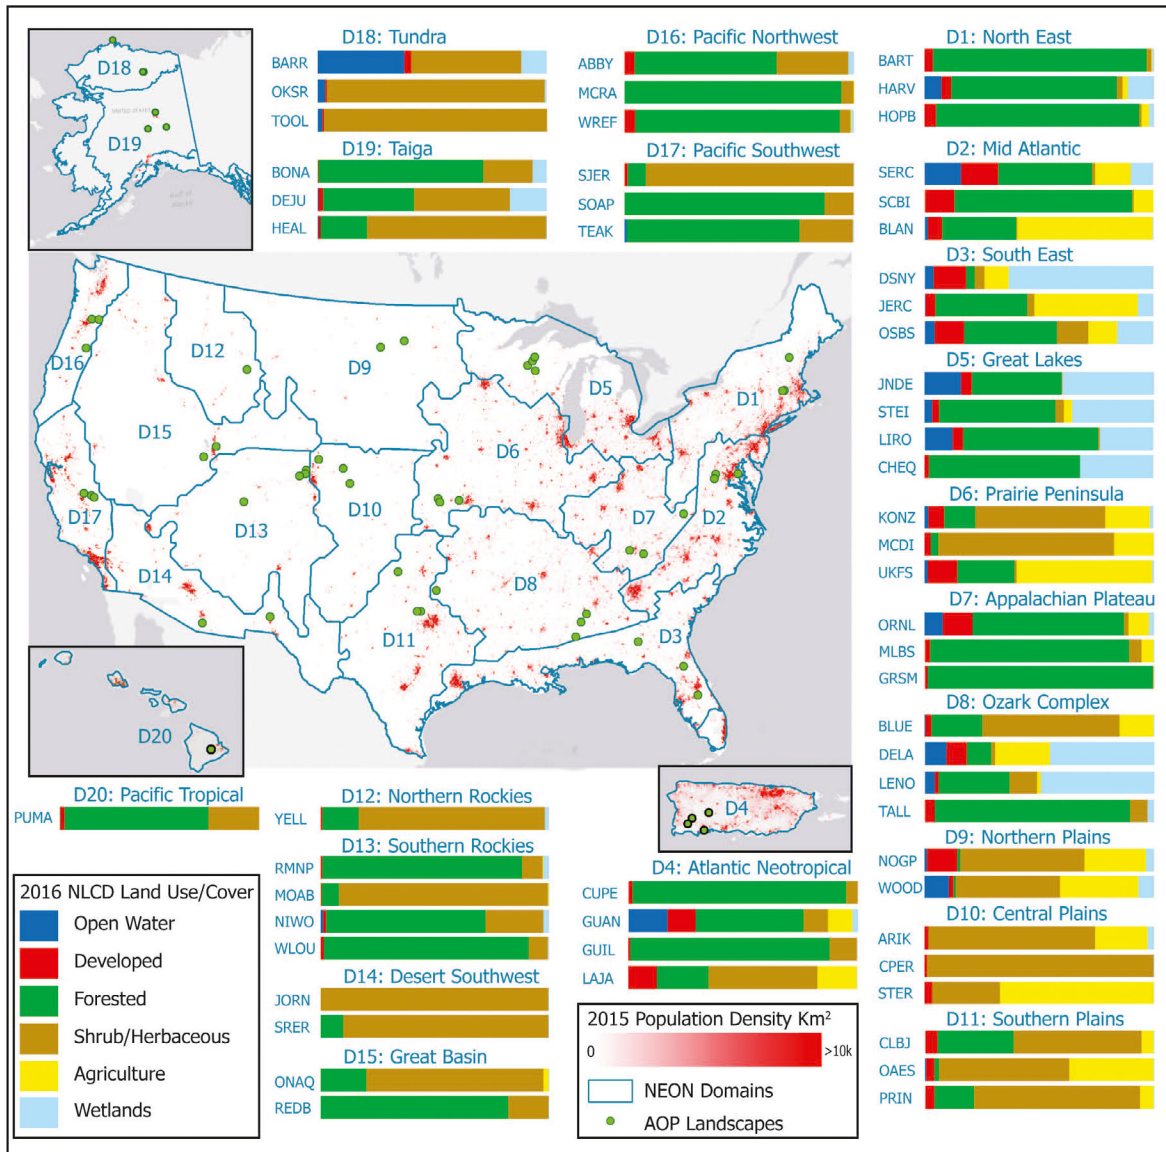 D18: Tundra
BARR
OKSR
TOOL
D19: Taiga
BONA
DEJU
HEAL
D16: Pacific Northwest
ABBY
MCRA
WREF
D17: Pacific Southwest
SJER
SOAP
TEAK
D1: North East
BART
HARV
HOPB
D2: Mid Atlantic
SERC
SCBI
BLAN
D3: South East
DSNY
JERC
OSBS
D5: Great Lakes
JNDE
STEI
LIRO
CHEQ
D6: Prairie Peninsula
KONZ
MCDI
UKFS
D7: Appalachian Plateau
ORNL
MLBS
GRSM
D8: Ozark Complex
BLUE
DELA
LENO
TALL
D9: Northern Plains
NOGP
WOOD
D10: Central Plains
ARIK
CPER
STER
D11: Southern Plains
CLBJ
OAES
PRIN
D18
D19
D16
D12
D9
D5
D1
D15
D6
D17
D13
D10
D7
D2
D14
D8
D11
D3
D20
D4
D20: Pacific Tropical
PUMA
D12: Northern Rockies
YELL
D13: Southern Rockies
RMNP
MOAB
NIWO
WLOU
D14: Desert Southwest
JORN
SRER
D15: Great Basin
ONAQ
REDB
D4: Atlantic Neotropical
CUPE
GUAN
GUIL
LAJA
2016 NLCD Land Use/Cover
Open Water
Developed
Forested
Shrub/Herbaceous
Agriculture
Wetlands
2015 Population Density Km²
0 >10k
NEON Domains
AOP Landscapes